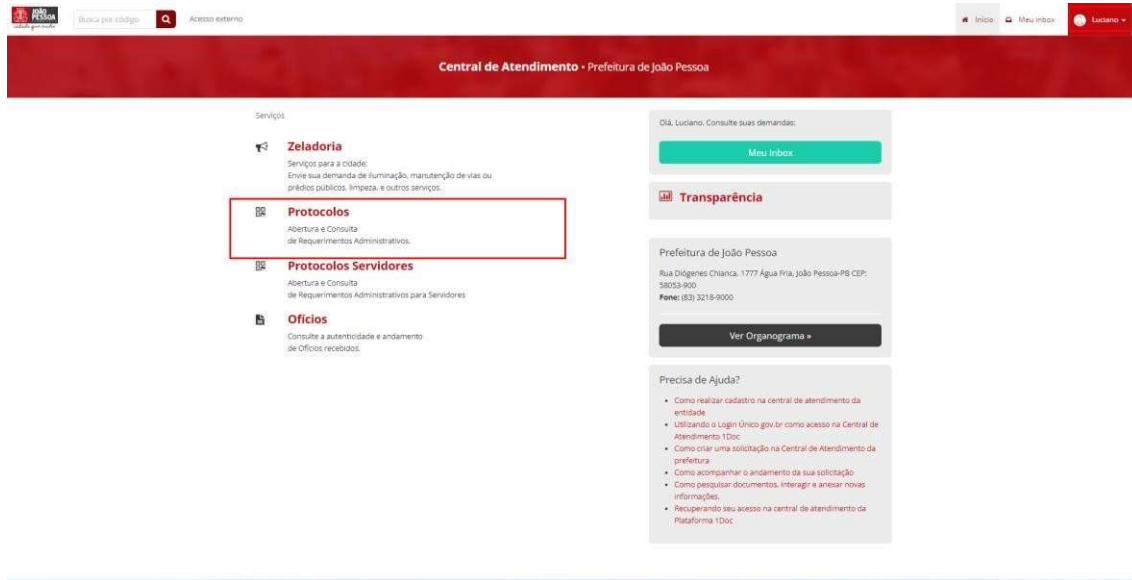 JOÃO
PESSOA
Busca por código
Acesso externo
Início
Meu inbox
Luciano
Central de Atendimento • Prefeitura de João Pessoa
Serviços
Zeladoria
Serviços para a cidade:
Envie sua demanda de iluminação, manutenção de vias ou
prédios públicos, limpeza, e outros serviços.
Protocolos
Abertura e Consulta
de Requerimentos Administrativos.
Protocolos Servidores
Abertura e Consulta
de Requerimentos Administrativos para Servidores
Ofícios
Consulte a autenticidade e andamento
de Ofícios recebidos.
Olá, Luciano. Consulte suas demandas:
Meu Inbox
Transparência
Prefeitura de João Pessoa
Rua Diógenes Chianca, 1777 Água Fria, João Pessoa-PB CEP:
58053-900
Fone: (83) 3218-9000
Ver Organograma »
Precisa de Ajuda?
• Como realizar cadastro na central de atendimento da
entidade
• Utilizando o Login Único gov.br como acesso na Central de
Atendimento 1Doc
• Como criar uma solicitação na Central de Atendimento da
prefeitura
• Como acompanhar o andamento da sua solicitação
• Como pesquisar documentos, interagir e anexar novas
informações.
• Recuperando seu acesso na central de atendimento da
Plataforma 1Doc